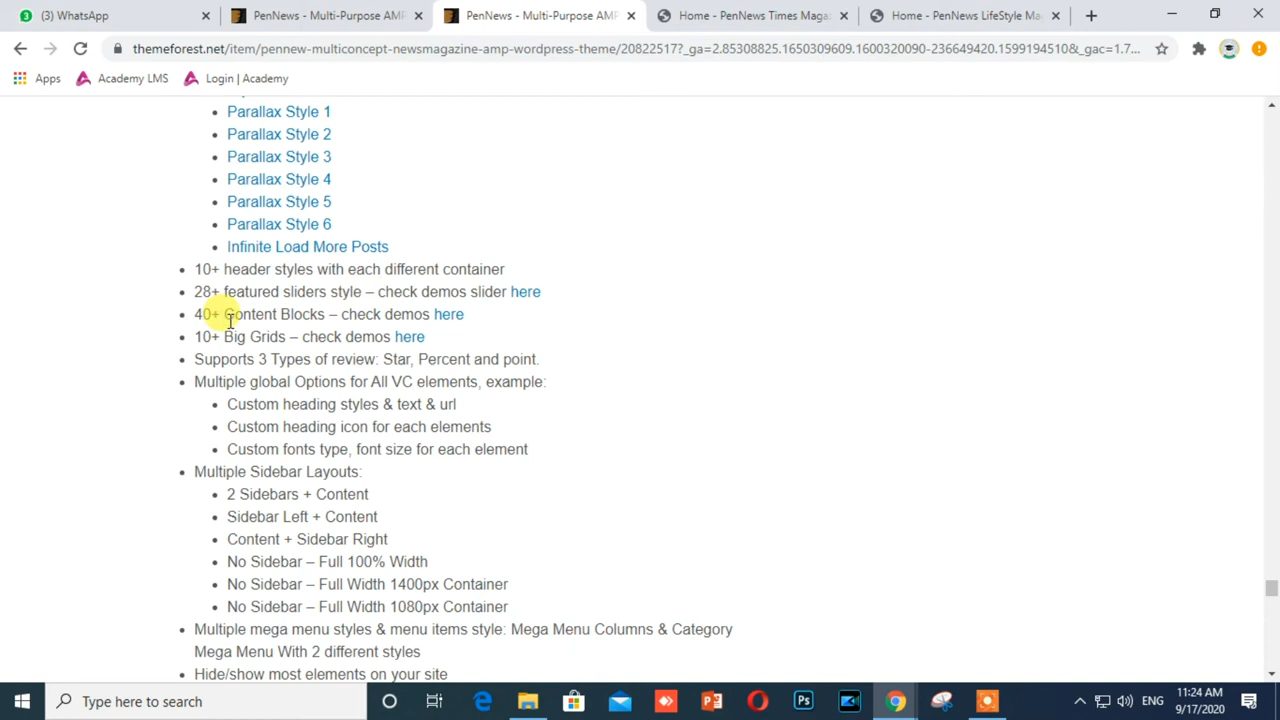 (3) WhatsApp
PenNews - Multi-Purpose AMP
PenNews - Multi-Purpose AMP
Home - PenNews Times Maga
Home - PenNews LifeStyle Ma
themeforest.net/item/pennew-multiconcept-newsmagazine-amp-wordpress-theme/20822517?_ga=2.85308825.1650309609.1600320090-236649420.1599194510&_gac=1.7...
Apps
Academy LMS
Login | Academy
Parallax Style 1
Parallax Style 2
Parallax Style 3
Parallax Style 4
Parallax Style 5
Parallax Style 6
Infinite Load More Posts
10+ header styles with each different container
28+ featured sliders style – check demos slider here
40+ Content Blocks – check demos here
10+ Big Grids – check demos here
Supports 3 Types of review: Star, Percent and point.
Multiple global Options for All VC elements, example:
Custom heading styles & text & url
Custom heading icon for each elements
Custom fonts type, font size for each element
Multiple Sidebar Layouts:
2 Sidebars + Content
Sidebar Left + Content
Content + Sidebar Right
No Sidebar – Full 100% Width
No Sidebar – Full Width 1400px Container
No Sidebar – Full Width 1080px Container
Multiple mega menu styles & menu items style: Mega Menu Columns & Category
Mega Menu With 2 different styles
Hide/show most elements on your site
Type here to search
ENG
11:24 AM
9/17/2020